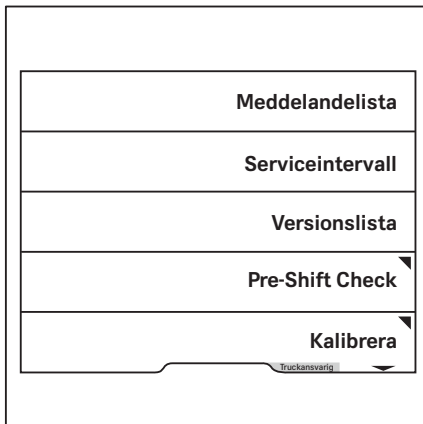 Meddelandelista
Serviceintervall
Versionslista
Pre-Shift Check
Kalibrera
Truckansvarig